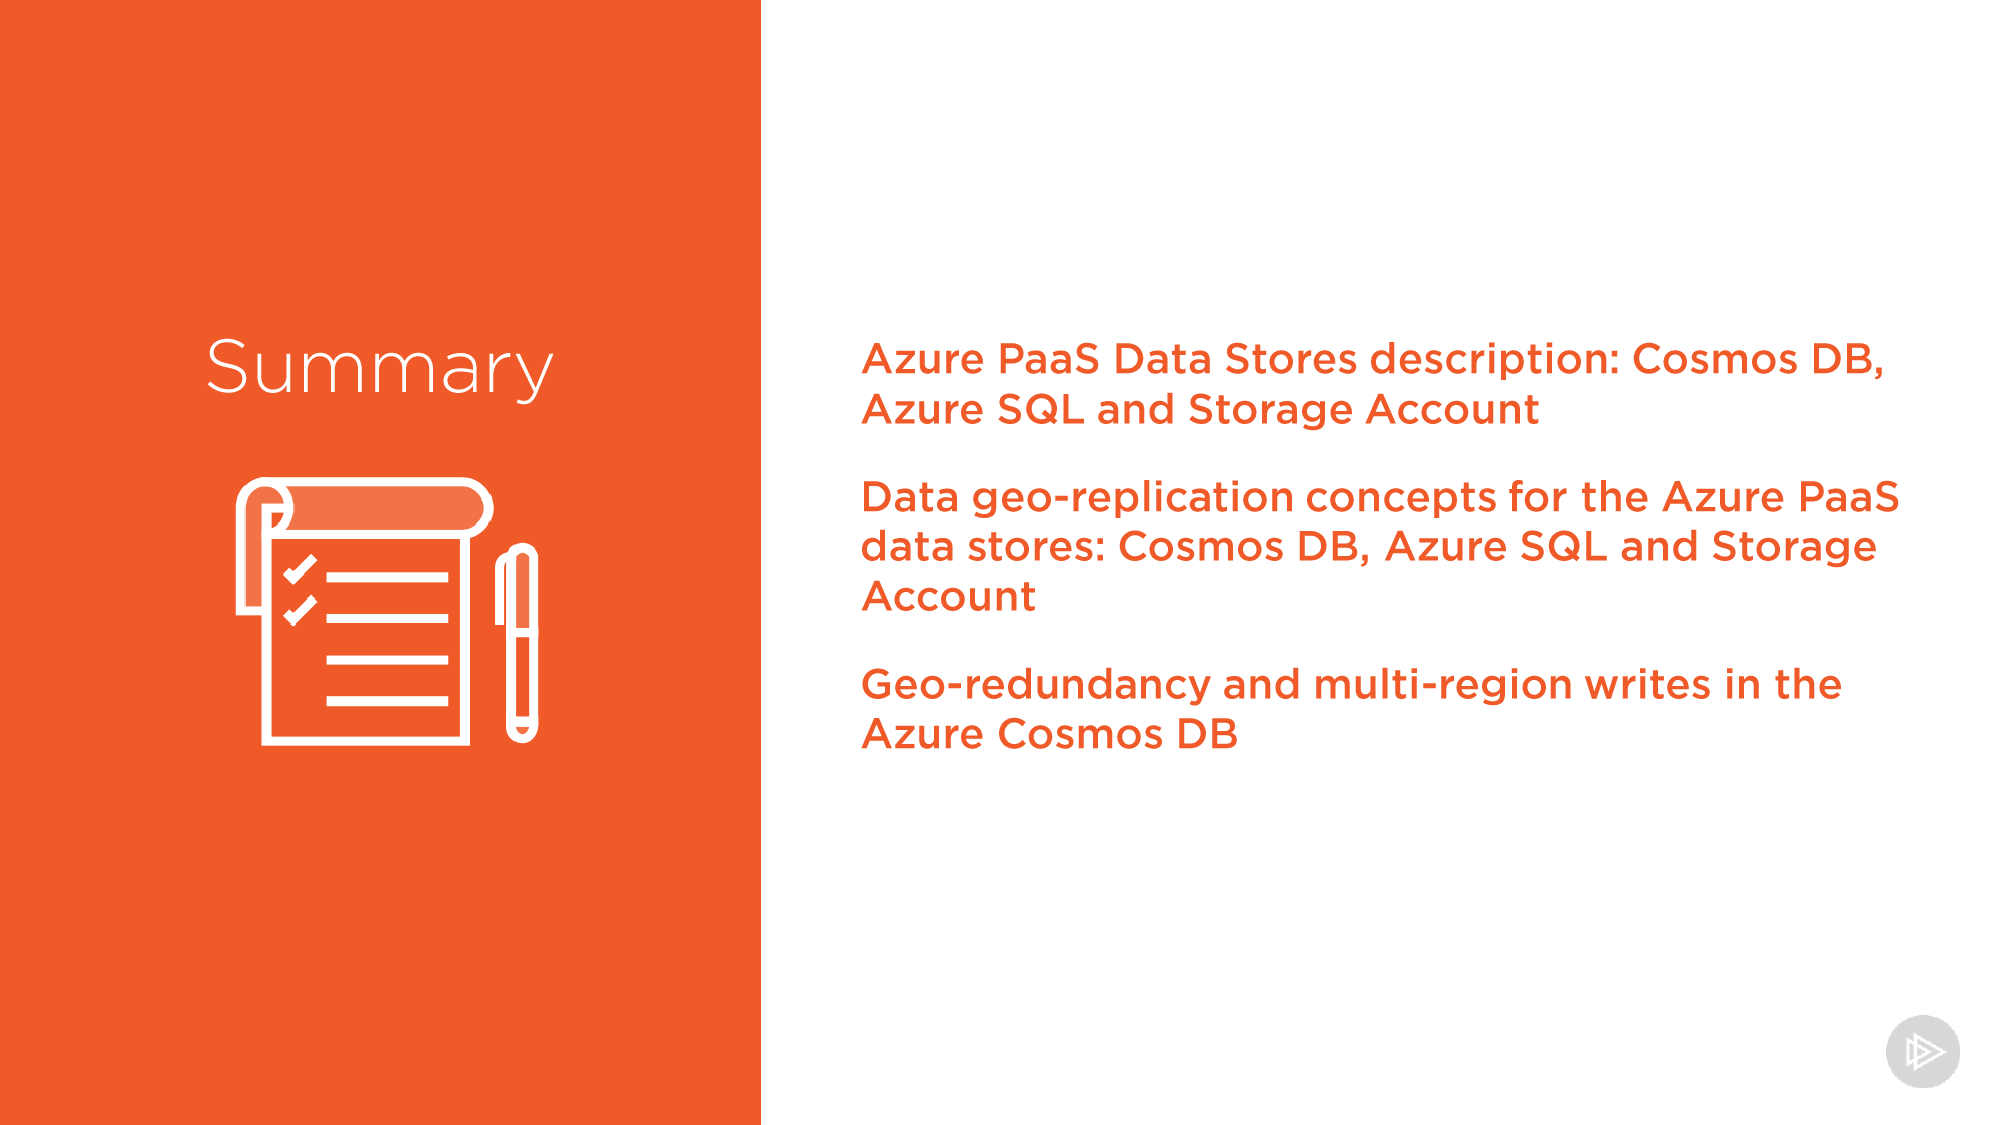 Summary
Azure PaaS Data Stores description: Cosmos DB,
Azure SQL and Storage Account
Data geo-replication concepts for the Azure PaaS
data stores: Cosmos DB, Azure SQL and Storage
Account
Geo-redundancy and multi-region writes in the
Azure Cosmos DB